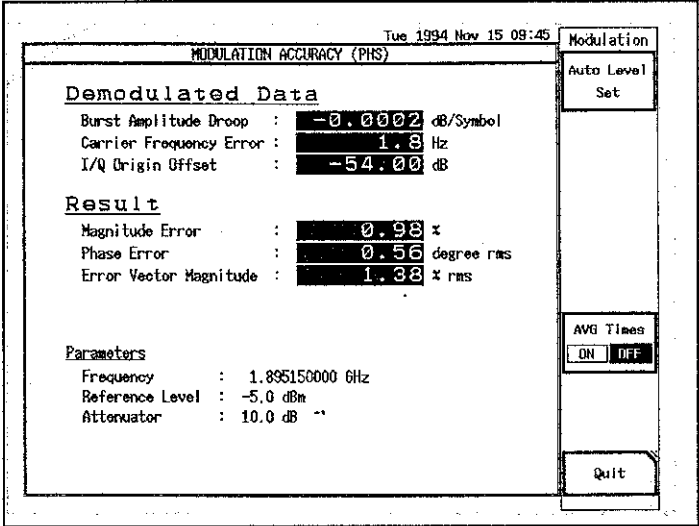 Tue 1994 Nov 15 09:45
MODULATION ACCURACY (PHS)
Demodulated Data
Burst Amplitude Droop : -0.0002 dB/Symbol
Carrier Frequency Error : 1.8 Hz
I/Q Origin Offset : -54.00 dB
Result
Magnitude Error : 0.98 %
Phase Error : 0.56 degree rms
Error Vector Magnitude : 1.38 % rms
Parameters
Frequency : 1.895150000 GHz
Reference Level : -5.0 dBm
Attenuator : 10.0 dB
Modulation
Auto Level
Set
AVG Times
ON OFF
Quit